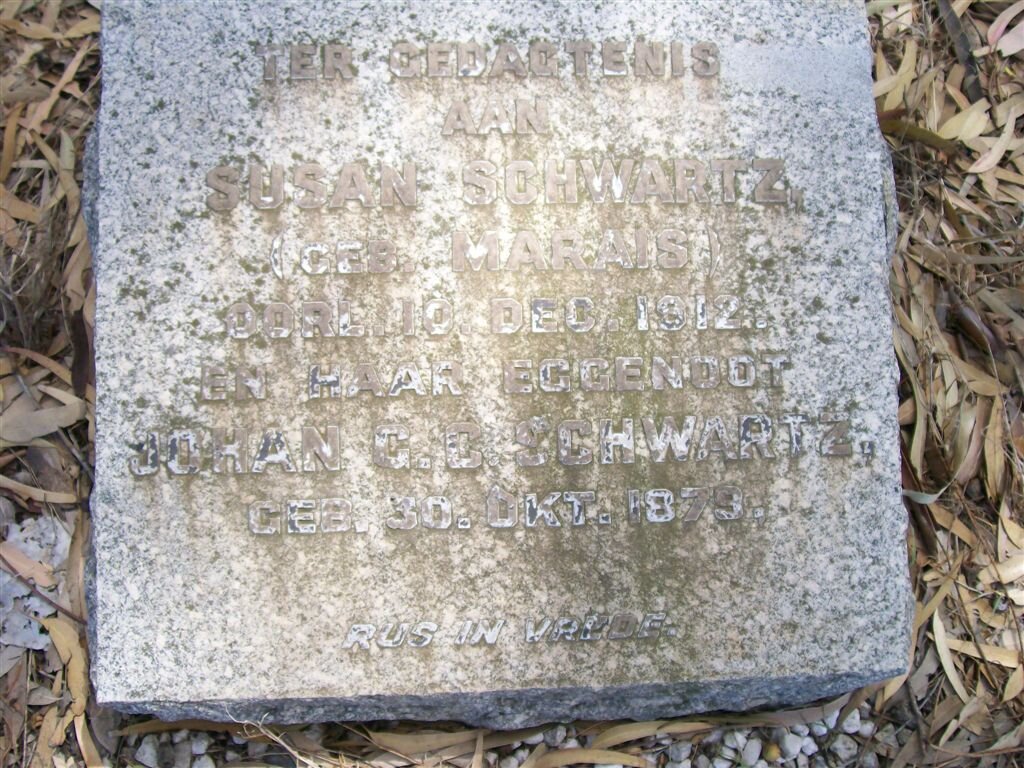 TER GEDAGTENIS
AAN
SUSAN SCHWARTZ,
(GEB. MARAIS)
OORL. 10. DEC. 1912.
EN HAAR EGGENOOT
JOHAN G. C. SCHWARTZ,
GEB. 30. OKT. 1879.,
RUS IN VREDE.